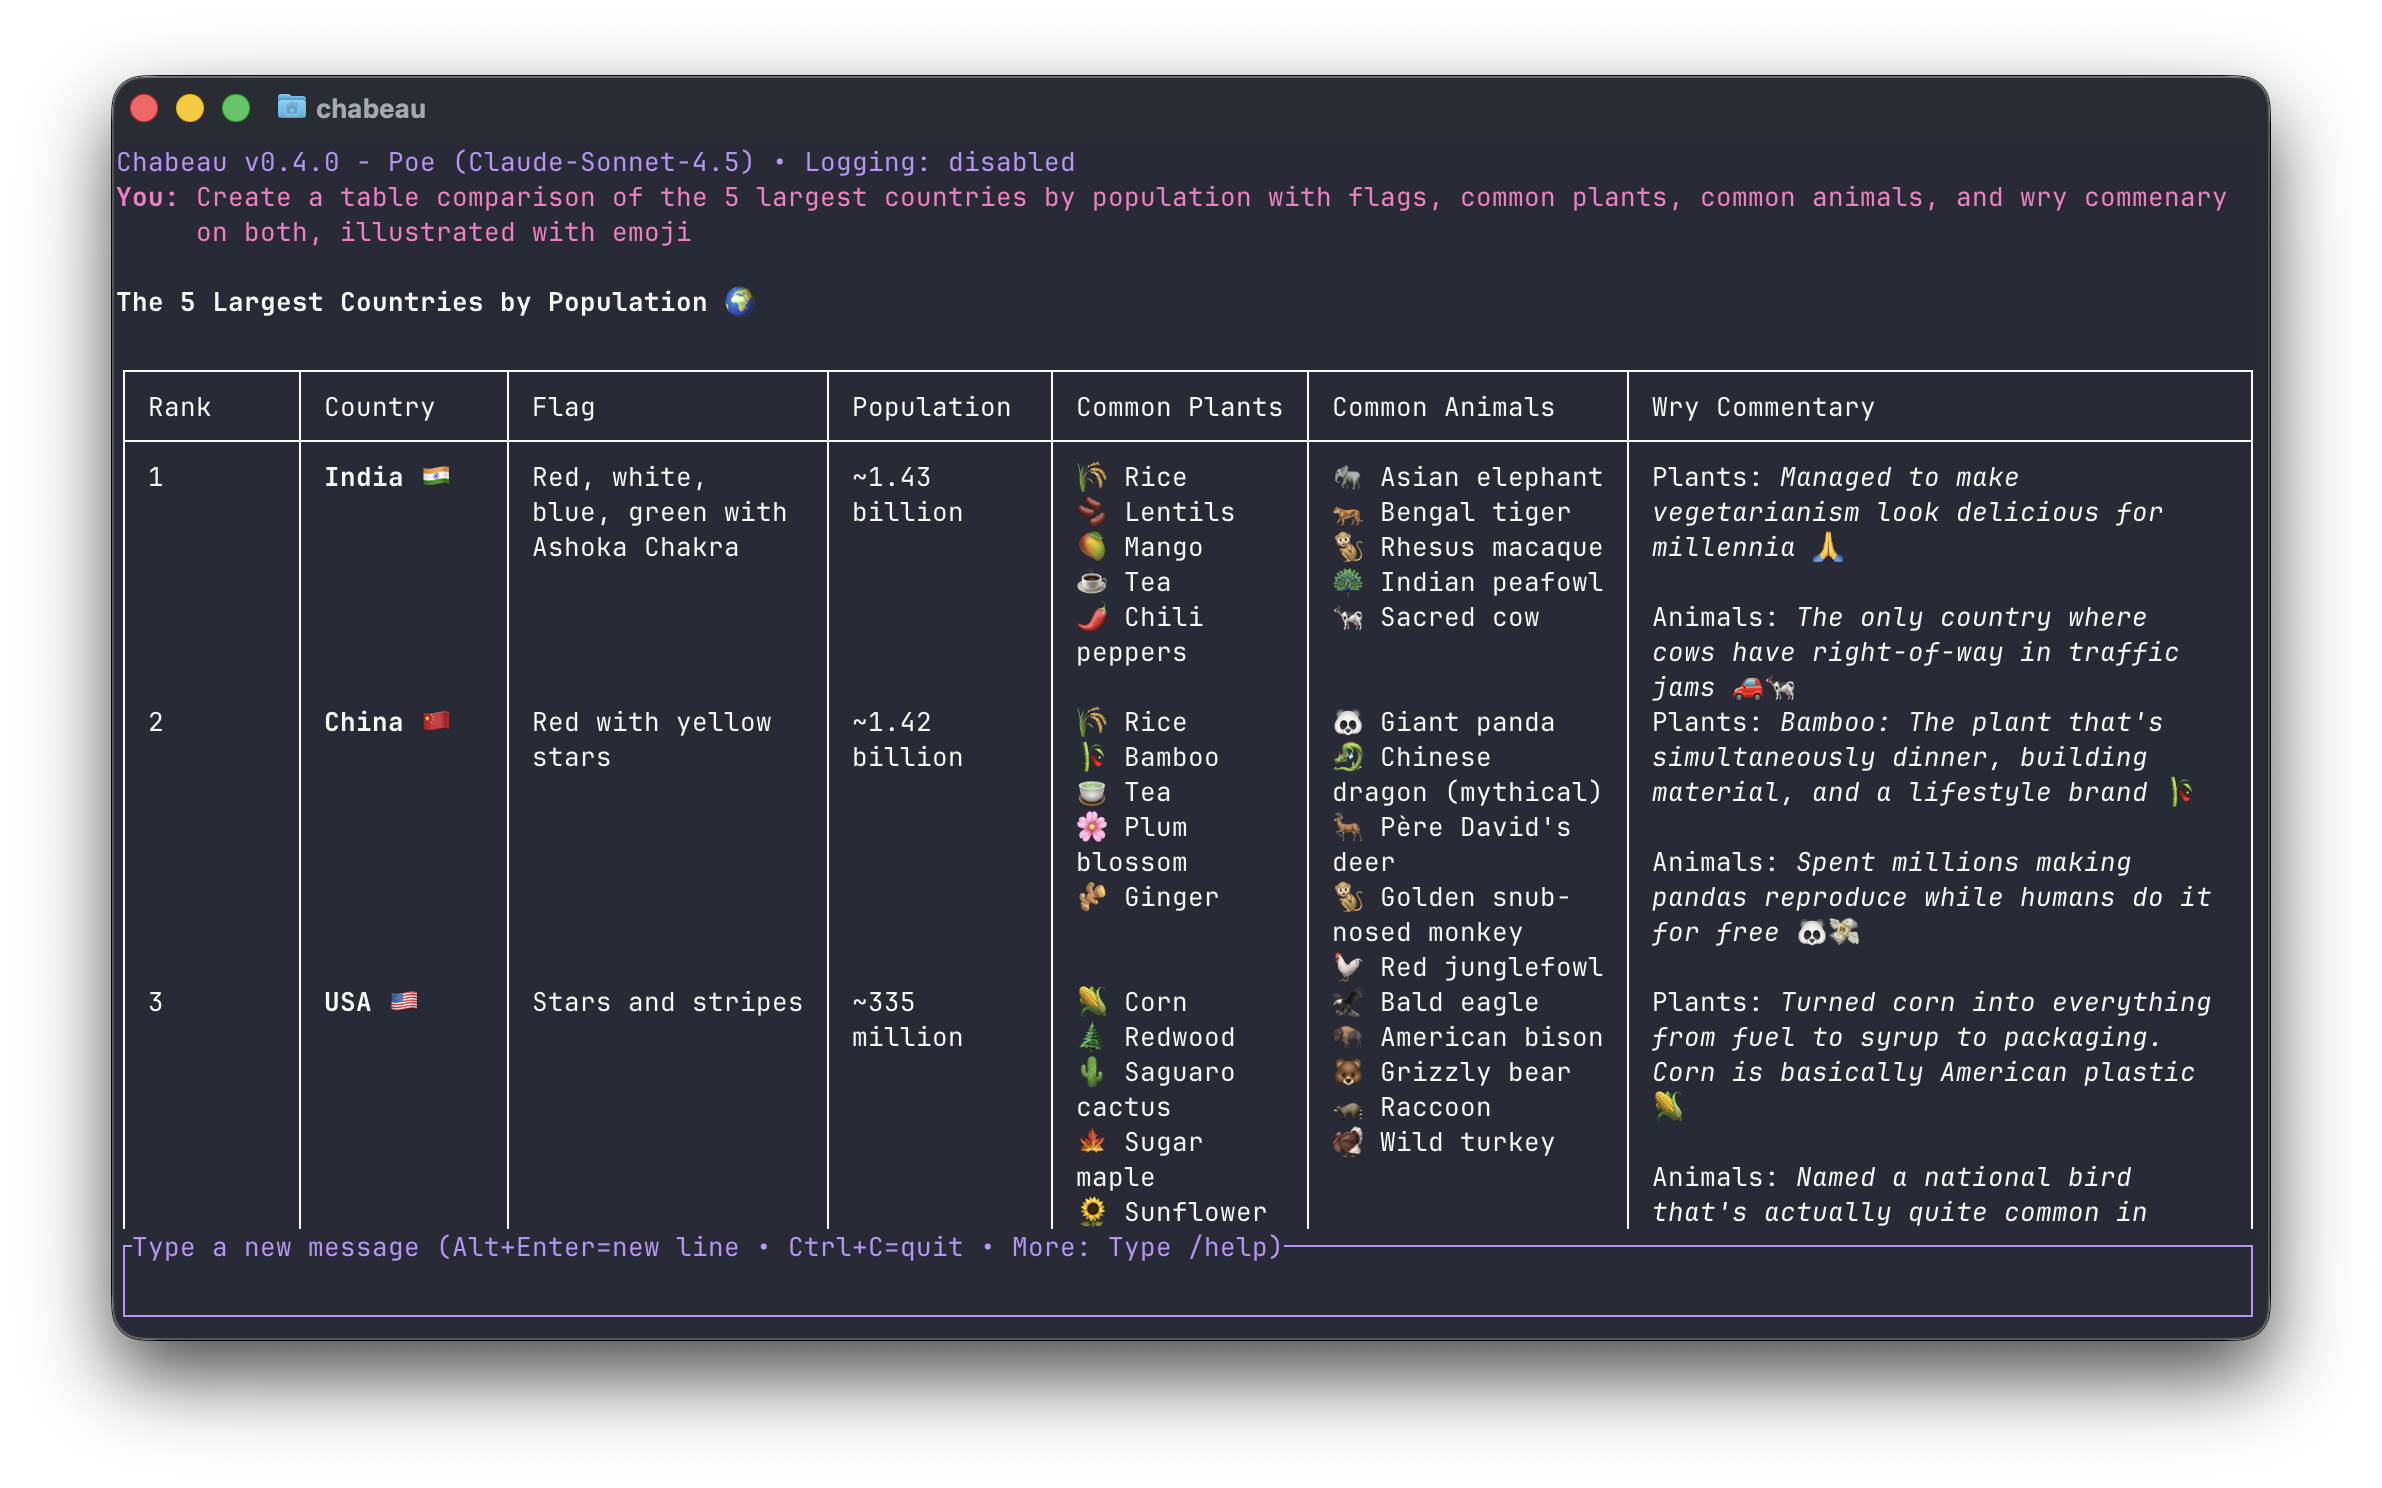 chabeau
Chabeau v0.4.0 - Poe (Claude-Sonnet-4.5) • Logging: disabled
You: Create a table comparison of the 5 largest countries by population with flags, common plants, common animals, and wry commenary
on both, illustrated with emoji
The 5 Largest Countries by Population 🌍
Rank Country Flag Population Common Plants Common Animals Wry Commentary
1 India 🇮🇳 Red, white, ~1.43 🌾 Rice 🐘 Asian elephant Plants: Managed to make
blue, green with billion 🫘 Lentils 🐅 Bengal tiger vegetarianism look delicious for
Ashoka Chakra 🥭 Mango 🐒 Rhesus macaque millennia 🙏
☕ Tea 🦚 Indian peafowl
🌶️ Chili 🐄 Sacred cow Animals: The only country where
peppers cows have right-of-way in traffic
jams 🚗🐄
2 China 🇨🇳 Red with yellow ~1.42 🌾 Rice 🐼 Giant panda Plants: Bamboo: The plant that's
stars billion 🎋 Bamboo 🐉 Chinese simultaneously dinner, building
🍵 Tea dragon (mythical) material, and a lifestyle brand 🎋
🌸 Plum 🦌 Père David's
blossom deer Animals: Spent millions making
🫚 Ginger 🐒 Golden snub- pandas reproduce while humans do it
nosed monkey for free 🐼💸
🐓 Red junglefowl
3 USA 🇺🇸 Stars and stripes ~335 🌽 Corn 🦅 Bald eagle Plants: Turned corn into everything
million 🌲 Redwood 🦬 American bison from fuel to syrup to packaging.
🌵 Saguaro 🐻 Grizzly bear Corn is basically American plastic
cactus 🦝 Raccoon 🌽
🍁 Sugar 🦃 Wild turkey
maple Animals: Named a national bird
🌻 Sunflower that's actually quite common in
Type a new message (Alt+Enter=new line • Ctrl+C=quit • More: Type /help)